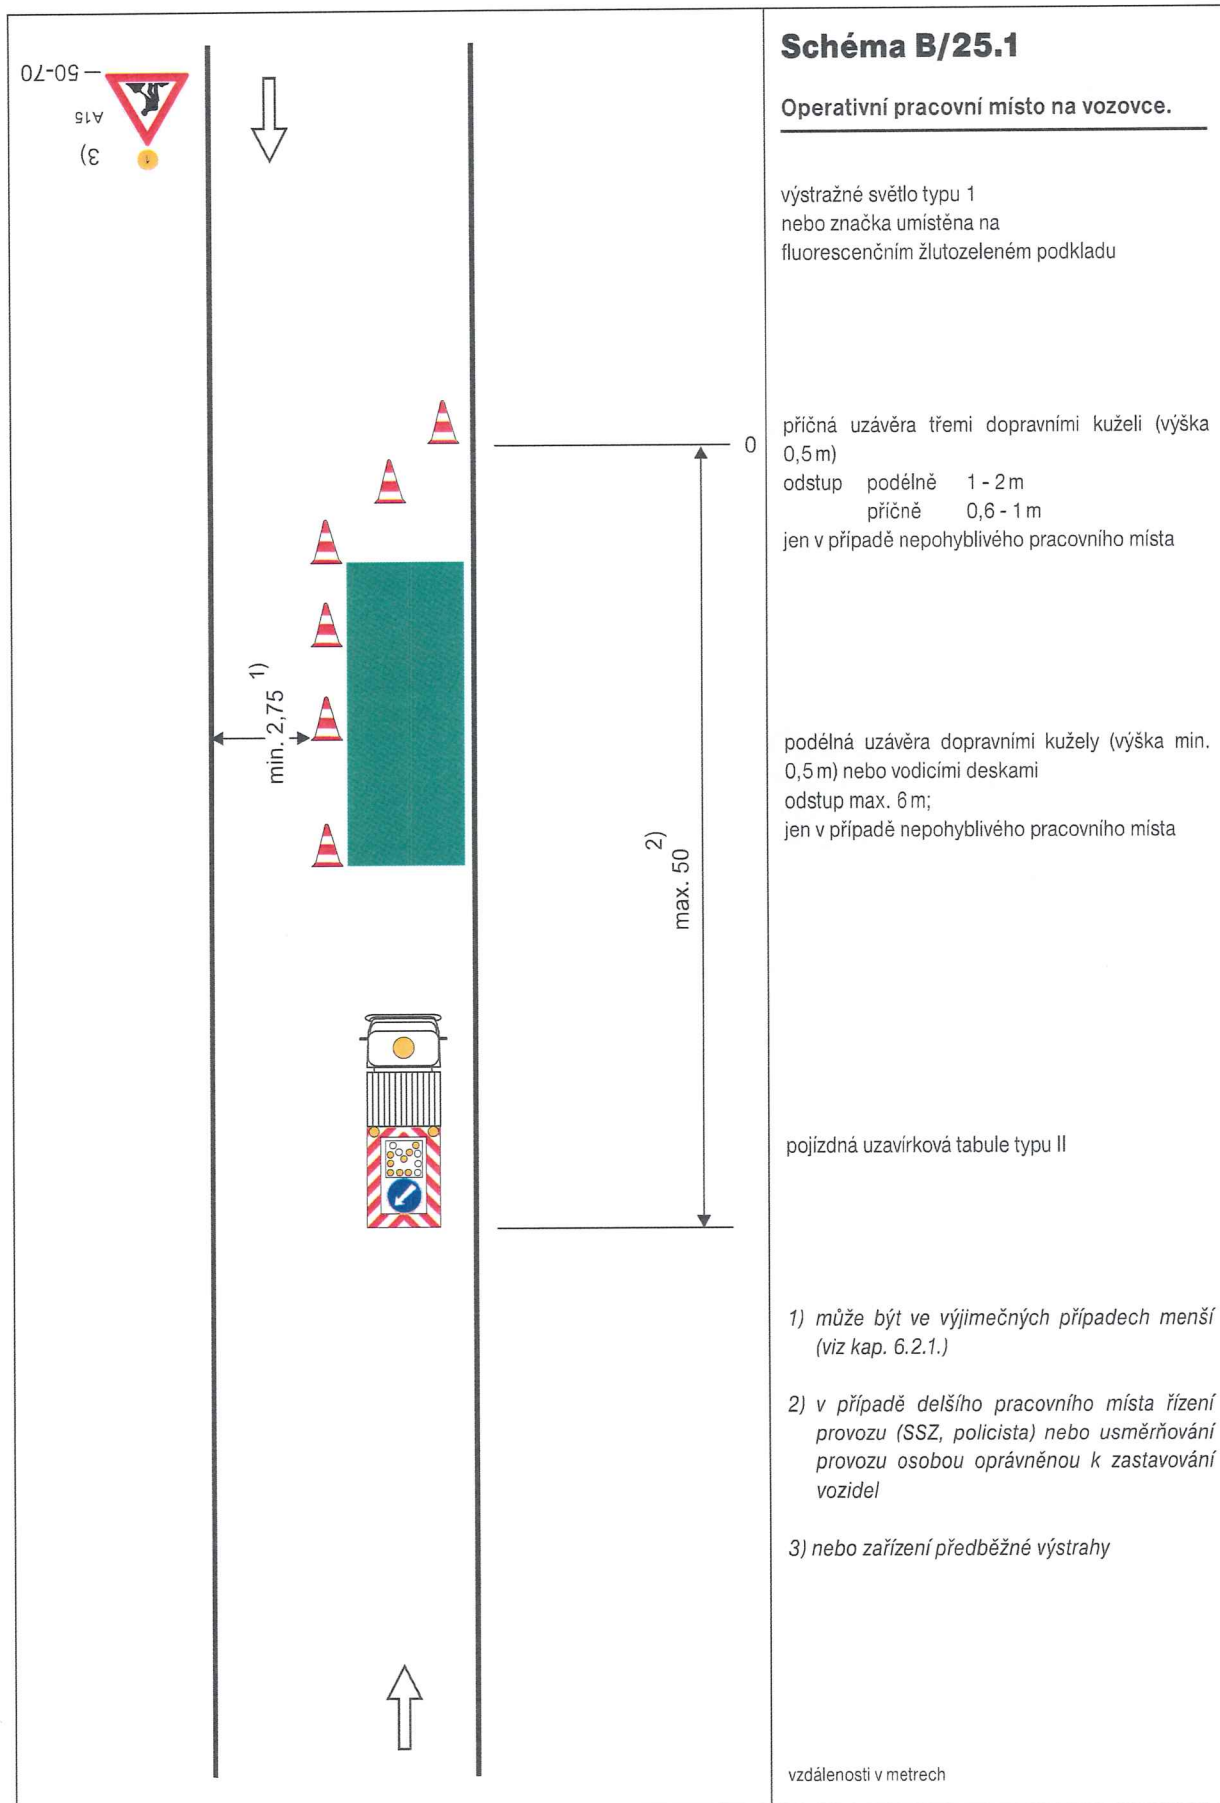 Schéma B/25.1
Operativní pracovní místo na vozovce.
50-70
A15
3)
1
výstražné světlo typu 1
nebo značka umístěna na
fluorescenčním žlutozeleném podkladu
0
příčná uzávěra třemi dopravními kuželi (výška
0,5 m)
odstup podélně 1 - 2 m
příčně 0,6 - 1 m
jen v případě nepohyblivého pracovního místa
min. 2,75 1)
max. 50 2)
podélná uzávěra dopravními kužely (výška min.
0,5 m) nebo vodicími deskami
odstup max. 6 m;
jen v případě nepohyblivého pracovního místa
pojízdná uzavírková tabule typu II
1) může být ve výjimečných případech menší
(viz kap. 6.2.1.)
2) v případě delšího pracovního místa řízení
provozu (SSZ, policista) nebo usměrňování
provozu osobou oprávněnou k zastavování
vozidel
3) nebo zařízení předběžné výstrahy
vzdálenosti v metrech